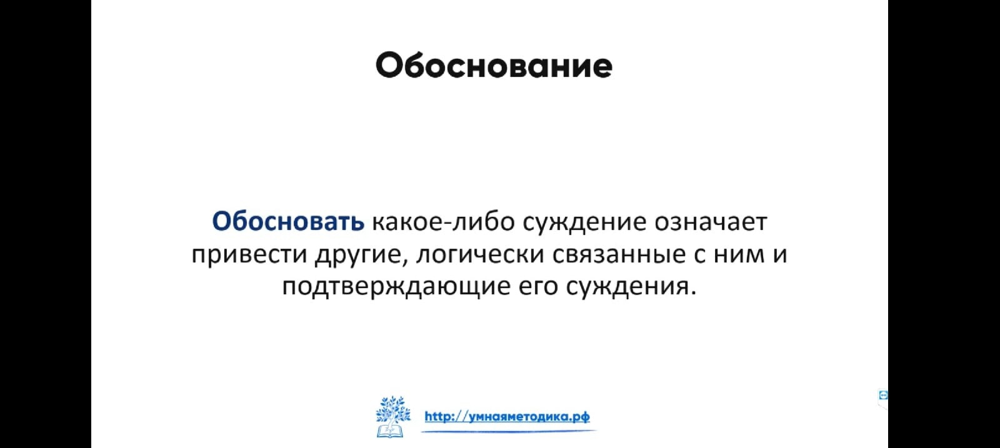 Обоснование
Обосновать какое-либо суждение означает
привести другие, логически связанные с ним и
подтверждающие его суждения.
http://умнаяметодика.рф